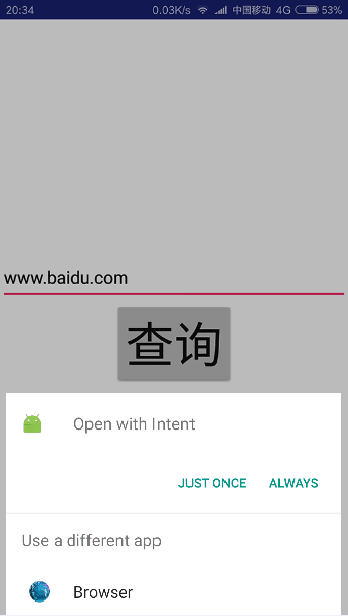 20:34 0.03K/s 中国移动 4G 53%
www.baidu.com
查询
Open with Intent
JUST ONCE ALWAYS
Use a different app
Browser